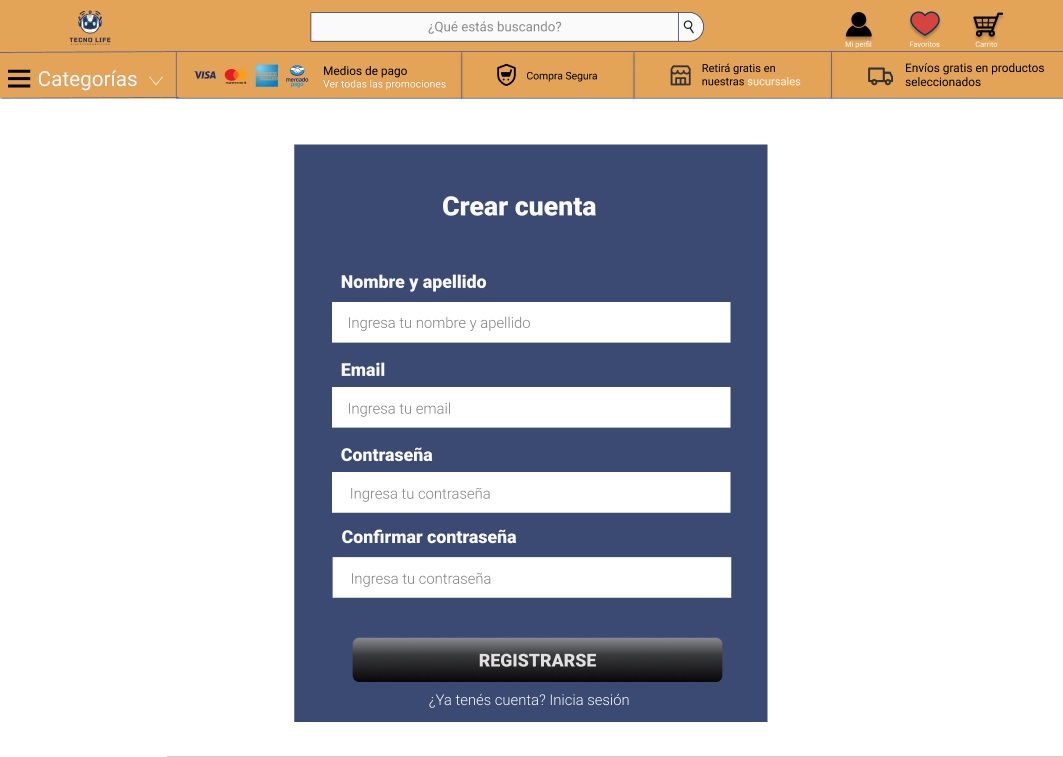 TECNO LIFE
¿Qué estás buscando?
Mi perfil
Favoritos
Carrito
Categorías
VISA
mercado
pago
Medios de pago
Ver todas las promociones
Compra Segura
Retirá gratis en
nuestras sucursales
Envíos gratis en productos
seleccionados
Crear cuenta
Nombre y apellido
Ingresa tu nombre y apellido
Email
Ingresa tu email
Contraseña
Ingresa tu contraseña
Confirmar contraseña
Ingresa tu contraseña
REGISTRARSE
¿Ya tenés cuenta? Inicia sesión